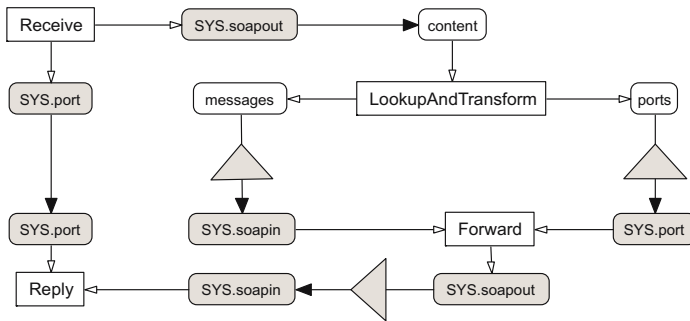 Receive
SYS.soapout
content
SYS.port
messages
LookupAndTransform
ports
SYS.port
SYS.soapin
Forward
SYS.port
Reply
SYS.soapin
SYS.soapout